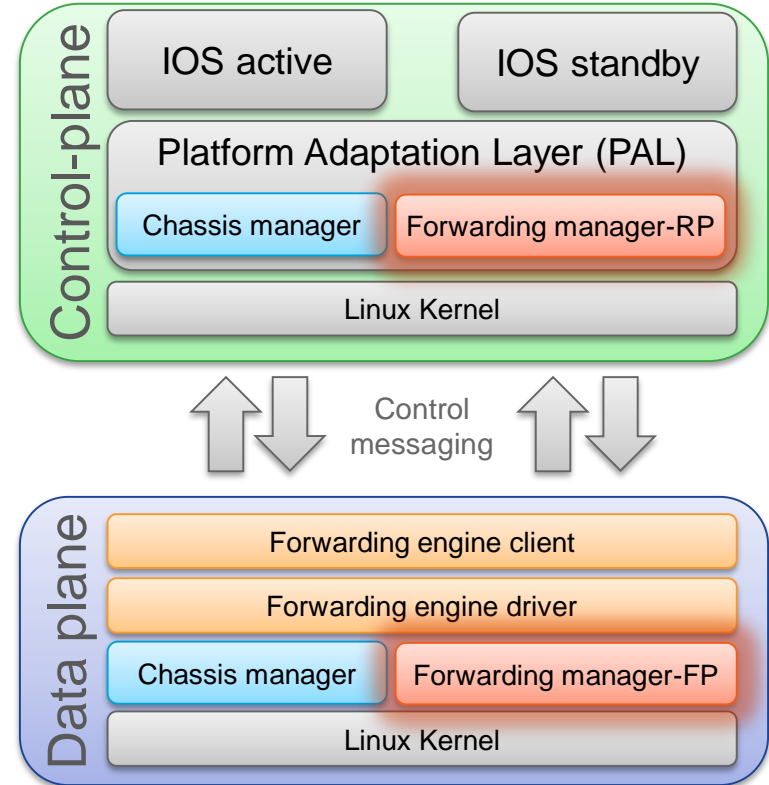 Control-plane
IOS active
IOS standby
Platform Adaptation Layer (PAL)
Chassis manager
Forwarding manager-RP
Linux Kernel
Control
messaging
Data plane
Forwarding engine client
Forwarding engine driver
Chassis manager
Forwarding manager-FP
Linux Kernel